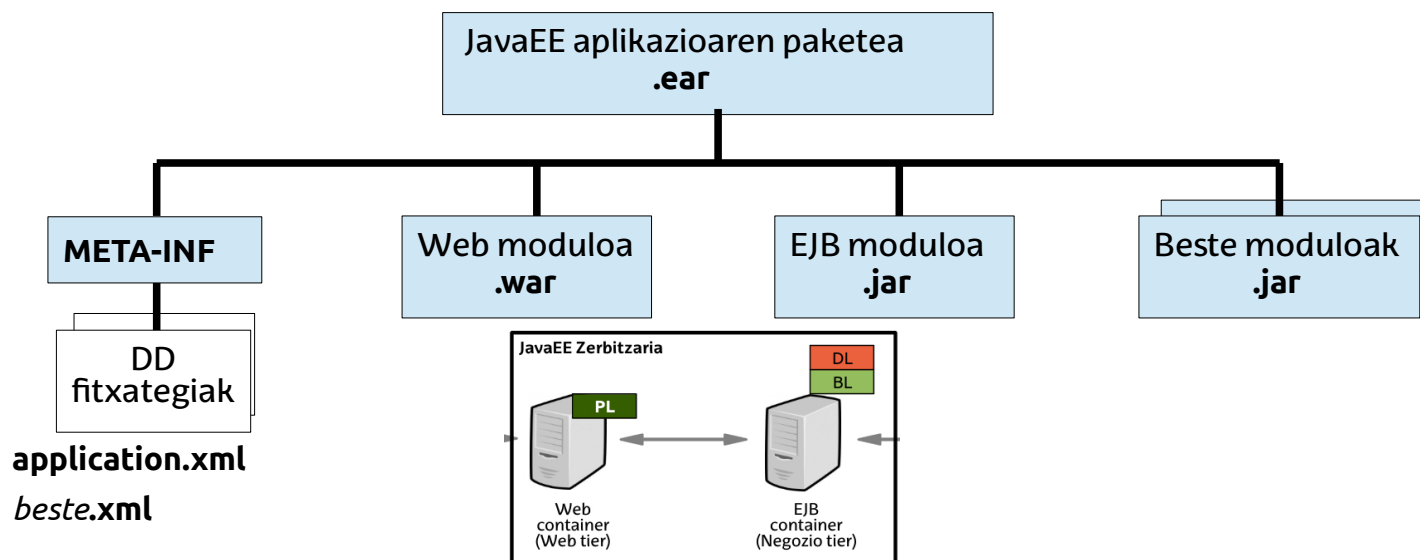 JavaEE aplikazioaren paketea
.ear
META-INF
Web moduloa
.war
EJB moduloa
.jar
Beste moduloak
.jar
DD
fitxategiak
application.xml
beste.xml
JavaEE Zerbitzaria
DL
BL
PL
Web
container
(Web tier)
EJB
container
(Negozio tier)